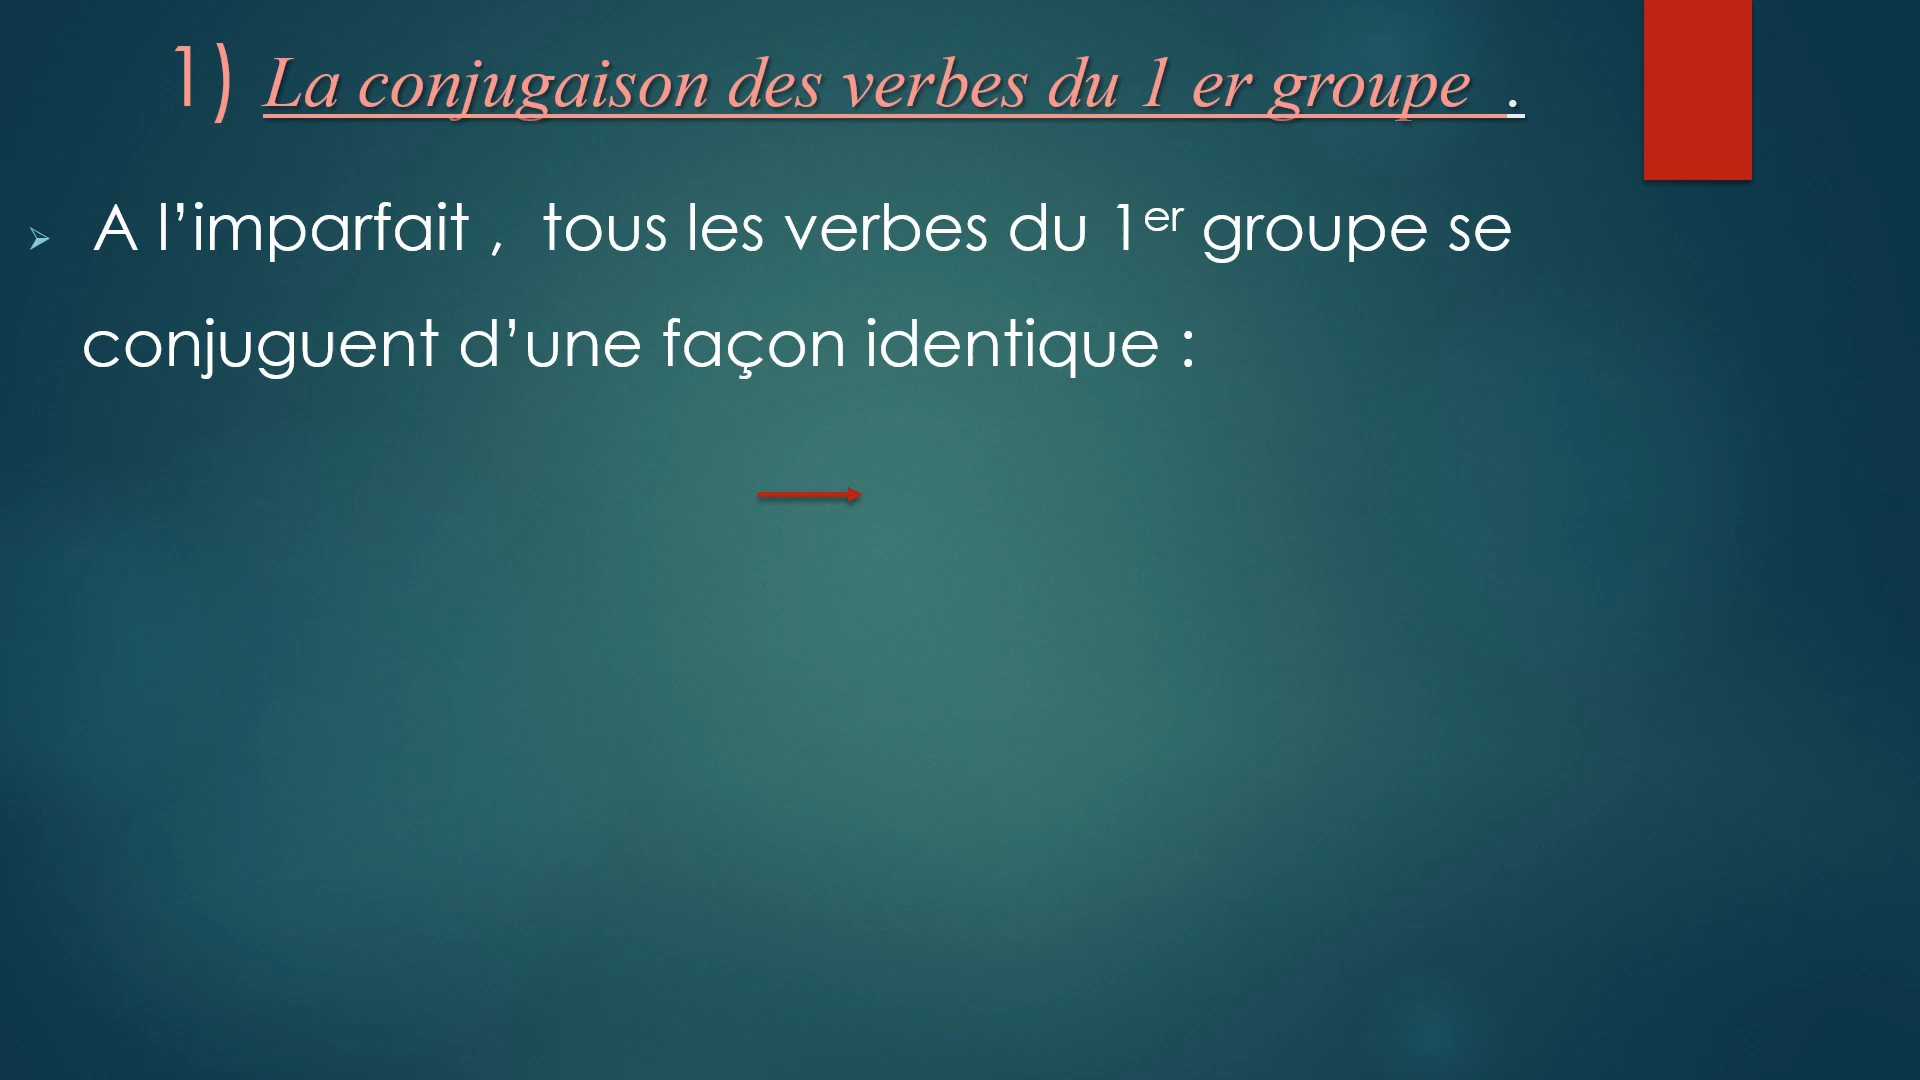 1) La conjugaison des verbes du 1 er groupe .
A l’imparfait , tous les verbes du 1er groupe se
conjuguent d’une façon identique :